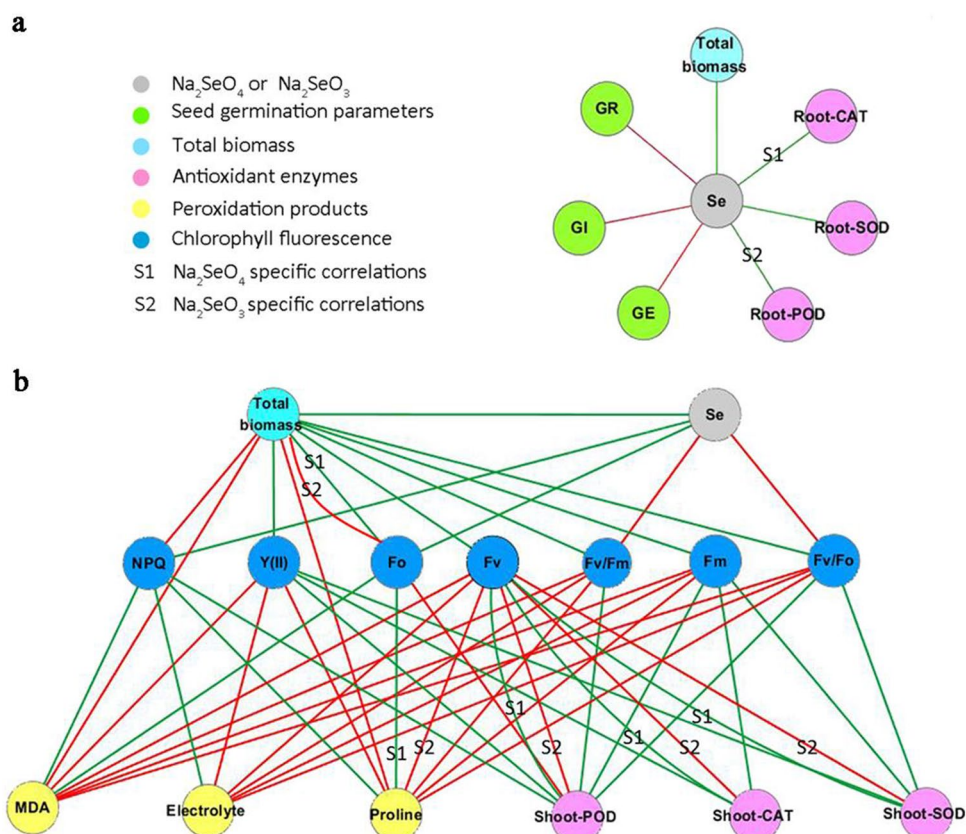 a
Na2SeO4 or Na2SeO3
Seed germination parameters
Total biomass
Antioxidant enzymes
Peroxidation products
Chlorophyll fluorescence
S1 Na2SeO4 specific correlations
S2 Na2SeO3 specific correlations
Total
biomass
GR
Root-CAT
S1
Se
GI
Root-SOD
S2
GE
Root-POD
b
Total
biomass
Se
S1
S2
NPQ
Y(II)
Fo
Fv
Fv/Fm
Fm
Fv/Fo
S1
S1
S1
S2
S1
S2
S2
S2
MDA
Electrolyte
Proline
Shoot-POD
Shoot-CAT
Shoot-SOD